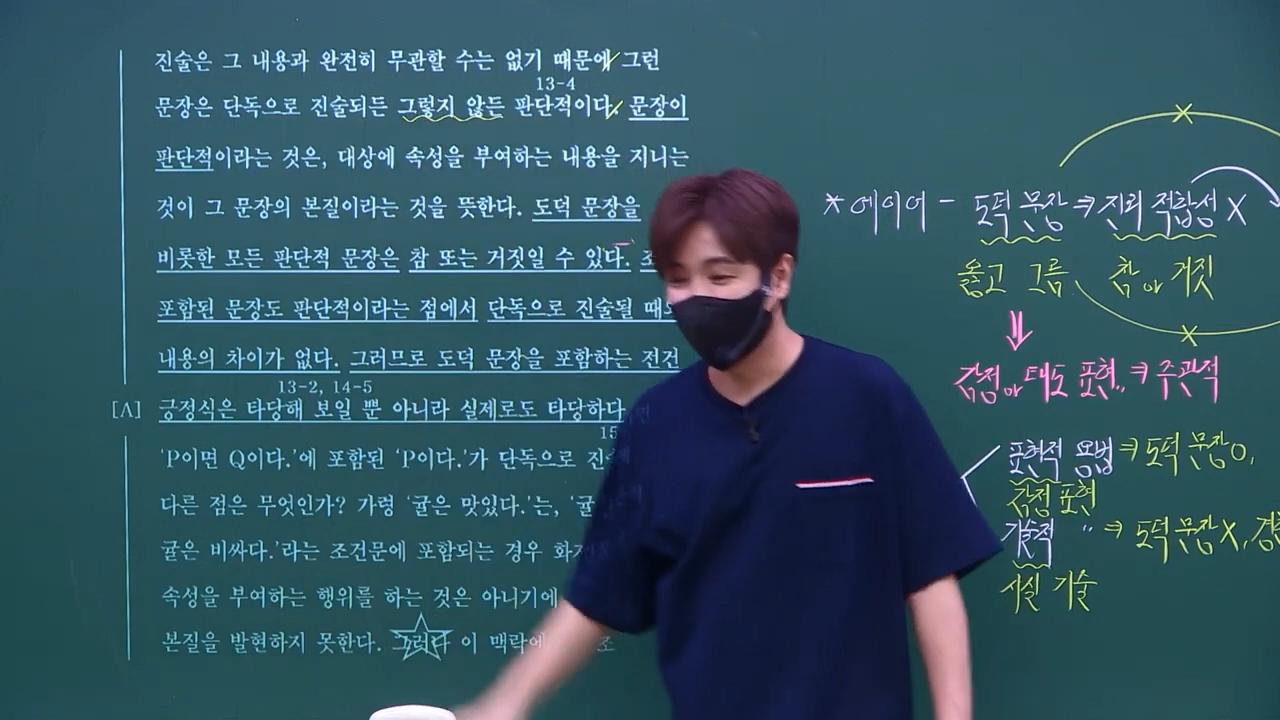 진술은 그 내용과 완전히 무관할 수는 없기 때문에 그런
13-4
문장은 단독으로 진술되든 그렇지 않든 판단적이다. 문장이
판단적이라는 것은, 대상에 속성을 부여하는 내용을 지니는
것이 그 문장의 본질이라는 것을 뜻한다. 도덕 문장을
비롯한 모든 판단적 문장은 참 또는 거짓일 수 있다.
포함된 문장도 판단적이라는 점에서 단독으로 진술될 때와
내용의 차이가 없다. 그러므로 도덕 문장을 포함하는 전건
13-2, 14-5
[A] 긍정식은 타당해 보일 뿐 아니라 실제로도 타당하다.
'P이면 Q이다.'에 포함된 'P이다.'가 단독으로
다른 점은 무엇인가? 가령 '귤은 맛있다.'는,
귤은 비싸다.'라는 조건문에 포함되는 경우
속성을 부여하는 행위를 하는 것은 아니기에
본질을 발현하지 못한다. 그런다 이 맥락에
* 에이어 - 도덕 문장 ⇒ 진리 적합성 X
옳고 그름 참 or 거짓
⇓
감정 or 태도 표현 ⇒ 주관적
표현적 용법 ⇒ 도덕 문장 O,
감정 표현
기술적 〃 ⇒ 도덕 문장 X,
사실 기술